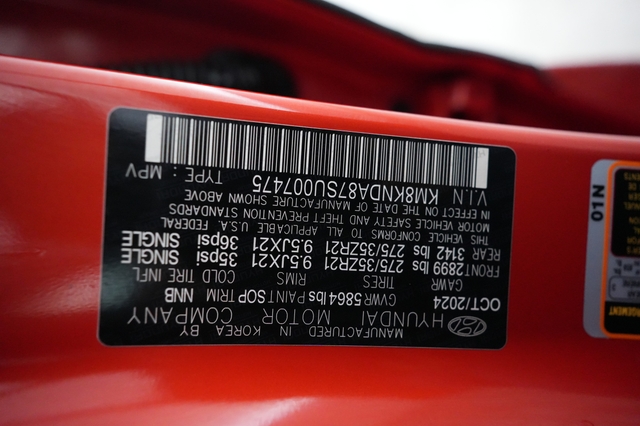 MANUFACTURED IN KOREA BY
HYUNDAI MOTOR COMPANY
OCT/2024 GVWR 5864 lbs PAINT SOP TRIM NNB
GAWR TIRES RIMS COLD TIRE INFL
FRONT 2899 lbs 275/35ZR21 9.5JX21 35psi SINGLE
REAR 3142 lbs 275/35ZR21 9.5JX21 36psi SINGLE
THIS VEHICLE CONFORMS TO ALL APPLICABLE U.S.A. FEDERAL
MOTOR VEHICLE SAFETY AND THEFT PREVENTION STANDARDS
IN EFFECT ON THE DATE OF MANUFACTURE SHOWN ABOVE
V.I.N KM8KNDA87SU007475 TYPE : MPV
01N